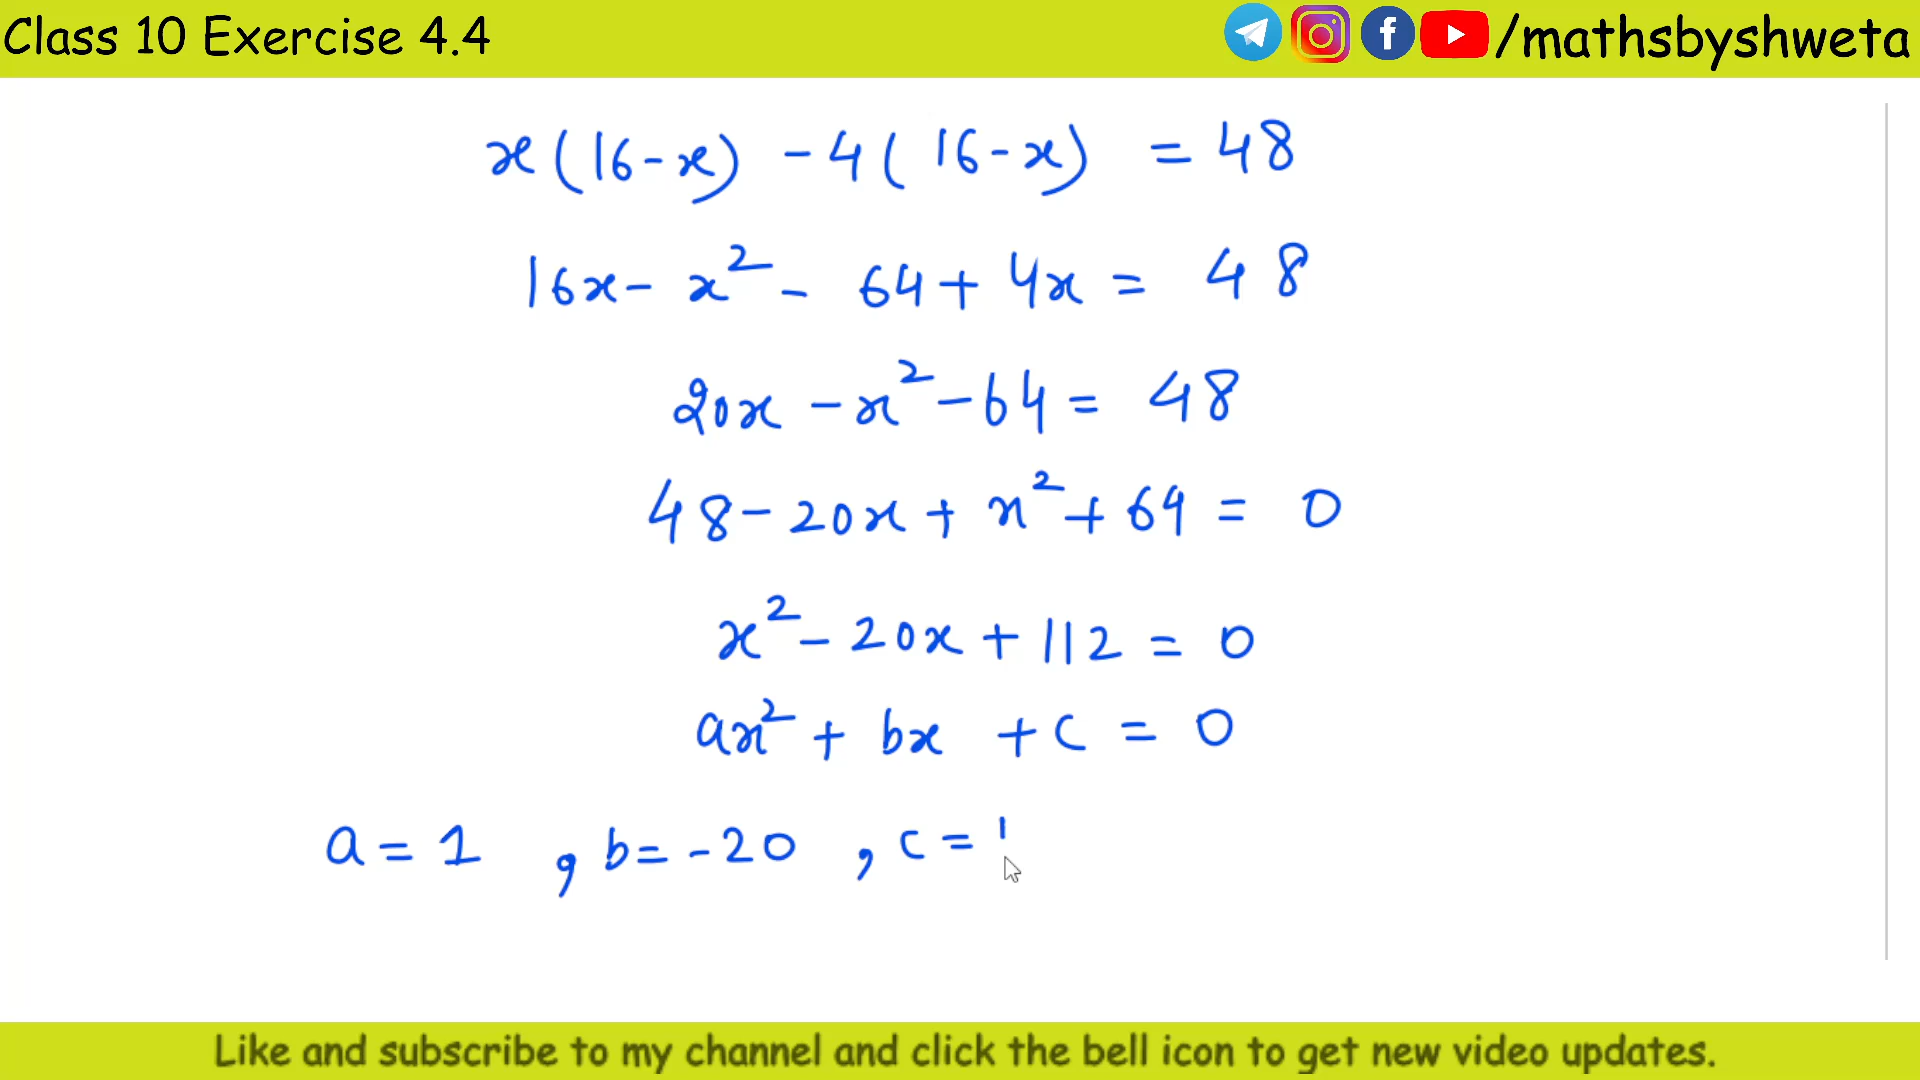 Class 10 Exercise 4.4
/mathsbyshweta
x(16-x) -4(16-x) = 48
16x - x² - 64 + 4x = 48
20x - x² - 64 = 48
48 - 20x + x² + 64 = 0
x² - 20x + 112 = 0
ax² + bx + c = 0
a = 1 , b = -20 , c = 1
Like and subscribe to my channel and click the bell icon to get new video updates.